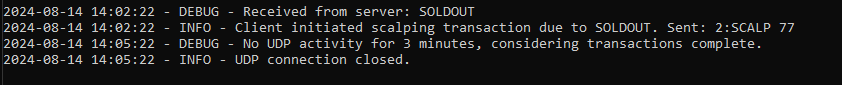 2024-08-14 14:02:22 - DEBUG - Received from server: SOLDOUT
2024-08-14 14:02:22 - INFO - Client initiated scalping transaction due to SOLDOUT. Sent: 2:SCALP 77
2024-08-14 14:05:22 - DEBUG - No UDP activity for 3 minutes, considering transactions complete.
2024-08-14 14:05:22 - INFO - UDP connection closed.